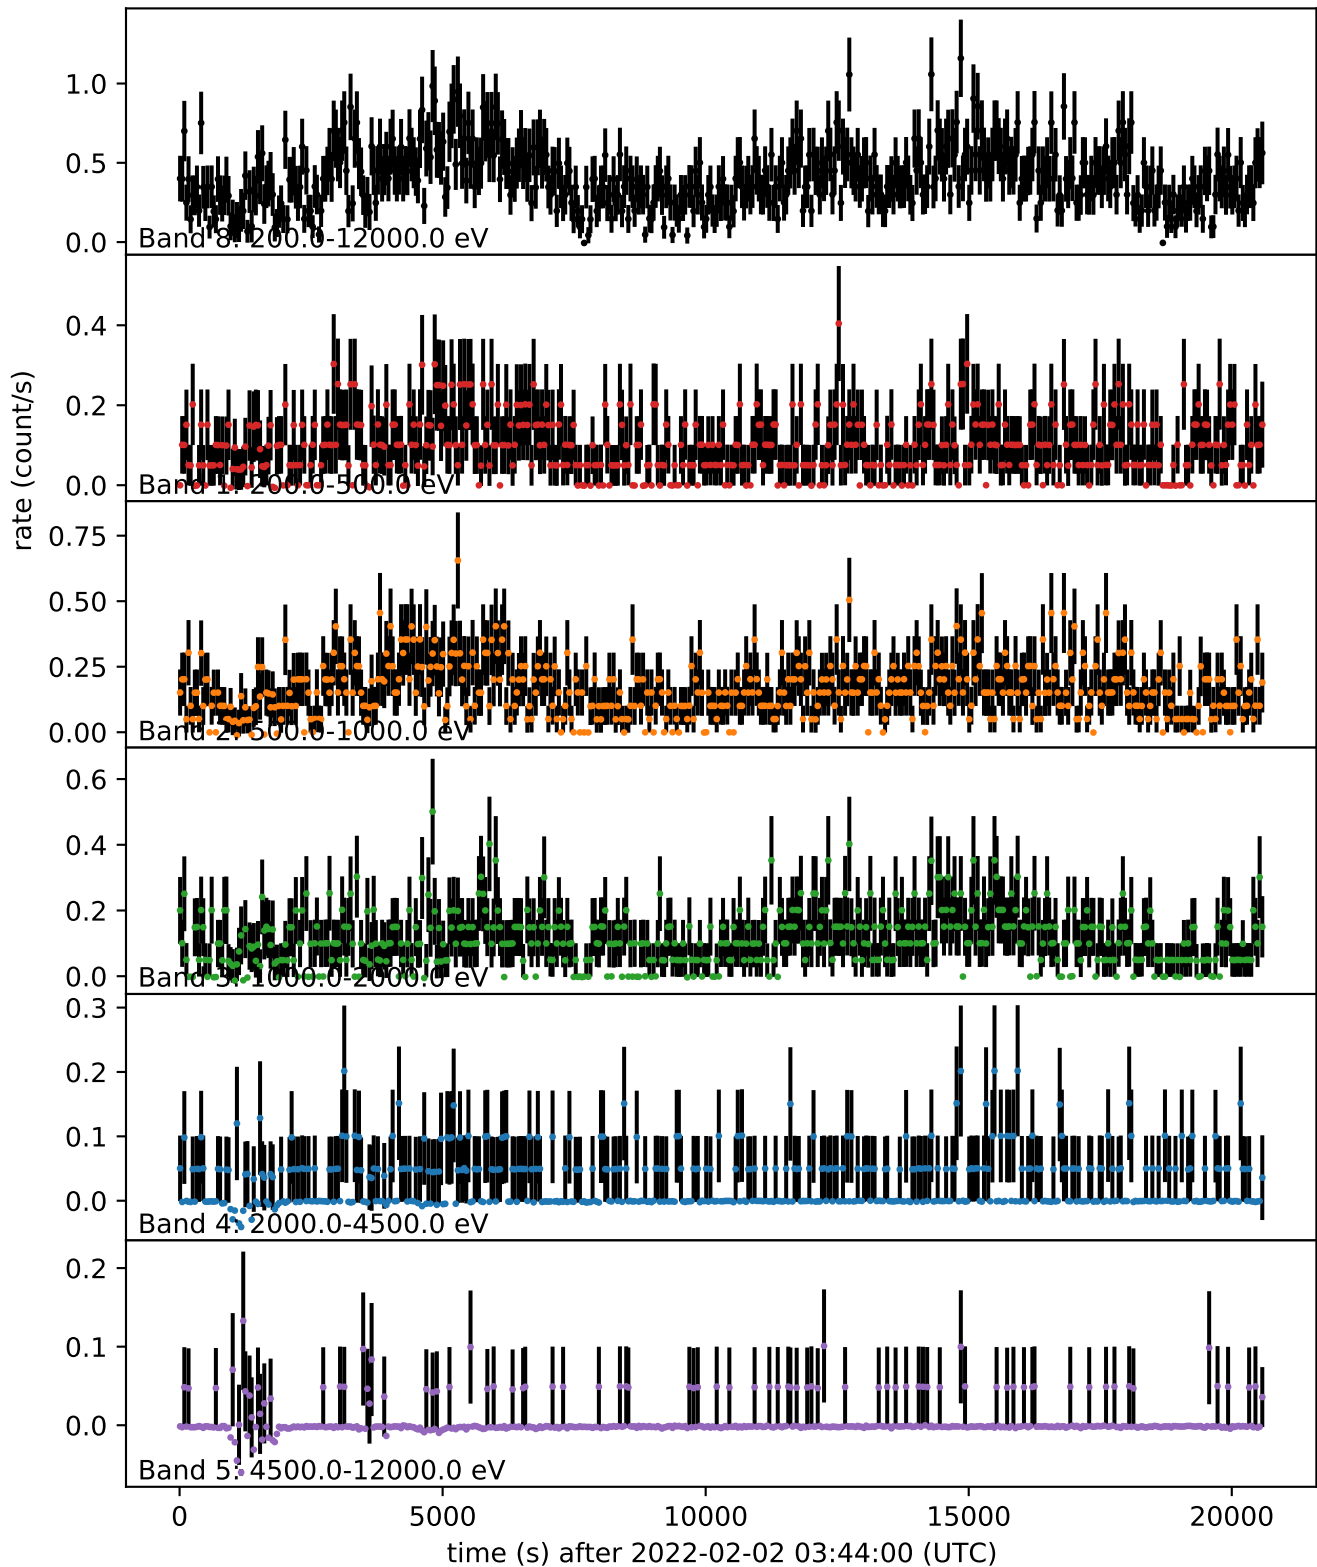 1.0
0.5
0.0
Band 8: 200.0-12000.0 eV
0.4
0.2
0.0
Band 1: 200.0-500.0 eV
rate (count/s)
0.75
0.50
0.25
0.00
Band 2: 500.0-1000.0 eV
0.6
0.4
0.2
0.0
Band 3: 1000.0-2000.0 eV
0.3
0.2
0.1
0.0
Band 4: 2000.0-4500.0 eV
0.2
0.1
0.0
Band 5: 4500.0-12000.0 eV
0 5000 10000 15000 20000
time (s) after 2022-02-02 03:44:00 (UTC)